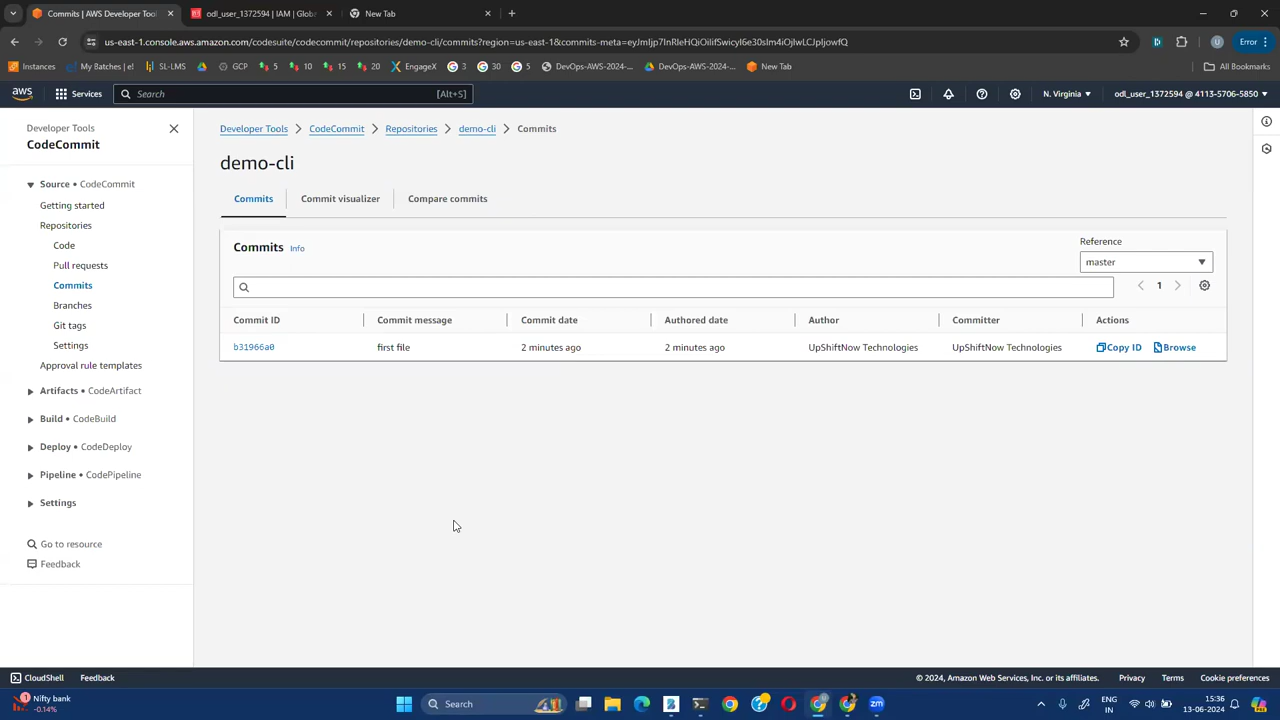 Commits | AWS Developer Tool
odl_user_1372594 | IAM | Globa
New Tab
us-east-1.console.aws.amazon.com/codesuite/codecommit/repositories/demo-cli/commits?region=us-east-1&commits-meta=
Error
Instances
My Batches | e!
SL-LMS
GCP
5
10
15
20
EngageX
3
30
5
DevOps-AWS-2024-...
DevOps-AWS-2024-...
New Tab
All Bookmarks
aws
Services
Search
[Alt+S]
N. Virginia
odl_user_1372594 @ 4113-5706-5850
Developer Tools
CodeCommit
Source • CodeCommit
Getting started
Repositories
Code
Pull requests
Commits
Branches
Git tags
Settings
Approval rule templates
Artifacts • CodeArtifact
Build • CodeBuild
Deploy • CodeDeploy
Pipeline • CodePipeline
Settings
Go to resource
Feedback
Developer Tools > CodeCommit > Repositories > demo-cli > Commits
demo-cli
Commits
Commit visualizer
Compare commits
Commits Info
Reference
master
1
Commit ID Commit message Commit date Authored date Author Committer Actions
b31966a0 first file 2 minutes ago 2 minutes ago UpShiftNow Technologies UpShiftNow Technologies Copy ID Browse
CloudShell
Feedback
© 2024, Amazon Web Services, Inc. or its affiliates.
Privacy
Terms
Cookie preferences
1
Nifty bank
-0.14%
Search
zm
ENG
IN
15:36
13-06-2024